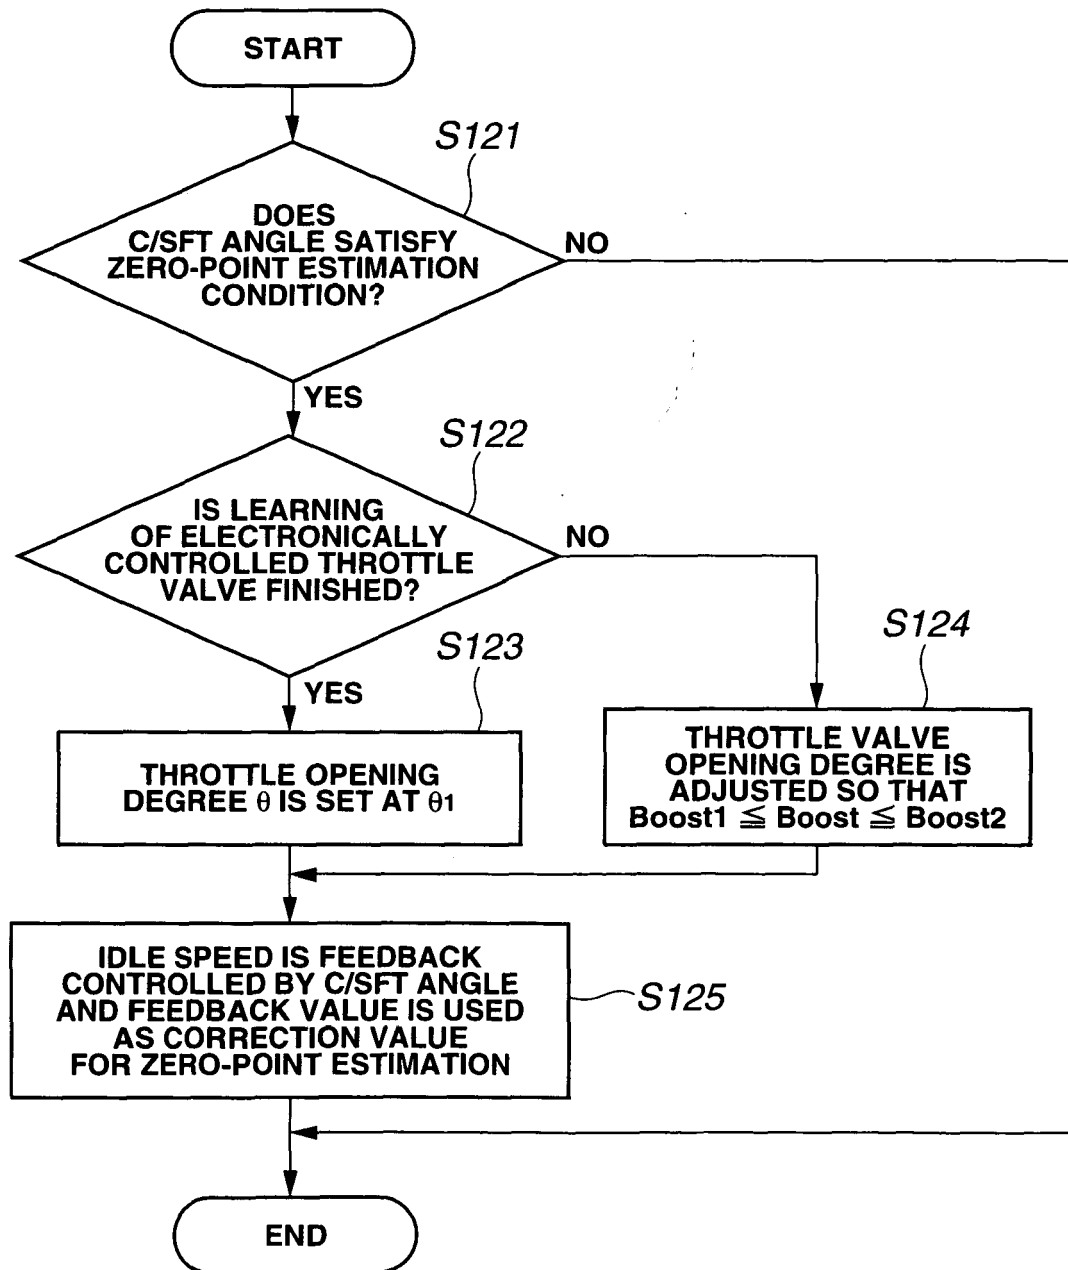 START
S121
DOES
C/SFT ANGLE SATISFY
ZERO-POINT ESTIMATION
CONDITION?
NO
YES
S122
IS LEARNING
OF ELECTRONICALLY
CONTROLLED THROTTLE
VALVE FINISHED?
NO
YES
S123
THROTTLE OPENING
DEGREE θ IS SET AT θ1
S124
THROTTLE VALVE
OPENING DEGREE IS
ADJUSTED SO THAT
Boost1 ≦ Boost ≦ Boost2
IDLE SPEED IS FEEDBACK
CONTROLLED BY C/SFT ANGLE
AND FEEDBACK VALUE IS USED
AS CORRECTION VALUE
FOR ZERO-POINT ESTIMATION
S125
END